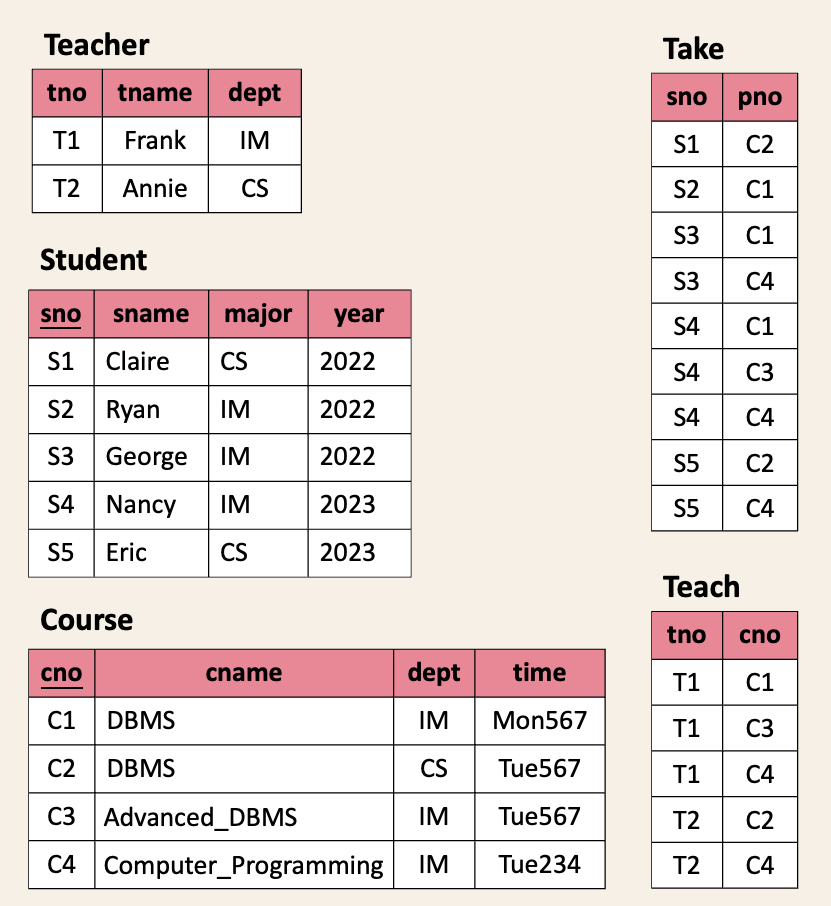 Teacher
tno tname dept
T1 Frank IM
T2 Annie CS
Student
sno sname major year
S1 Claire CS 2022
S2 Ryan IM 2022
S3 George IM 2022
S4 Nancy IM 2023
S5 Eric CS 2023
Course
cno cname dept time
C1 DBMS IM Mon567
C2 DBMS CS Tue567
C3 Advanced_DBMS IM Tue567
C4 Computer_Programming IM Tue234
Take
sno pno
S1 C2
S2 C1
S3 C1
S3 C4
S4 C1
S4 C3
S4 C4
S5 C2
S5 C4
Teach
tno cno
T1 C1
T1 C3
T1 C4
T2 C2
T2 C4